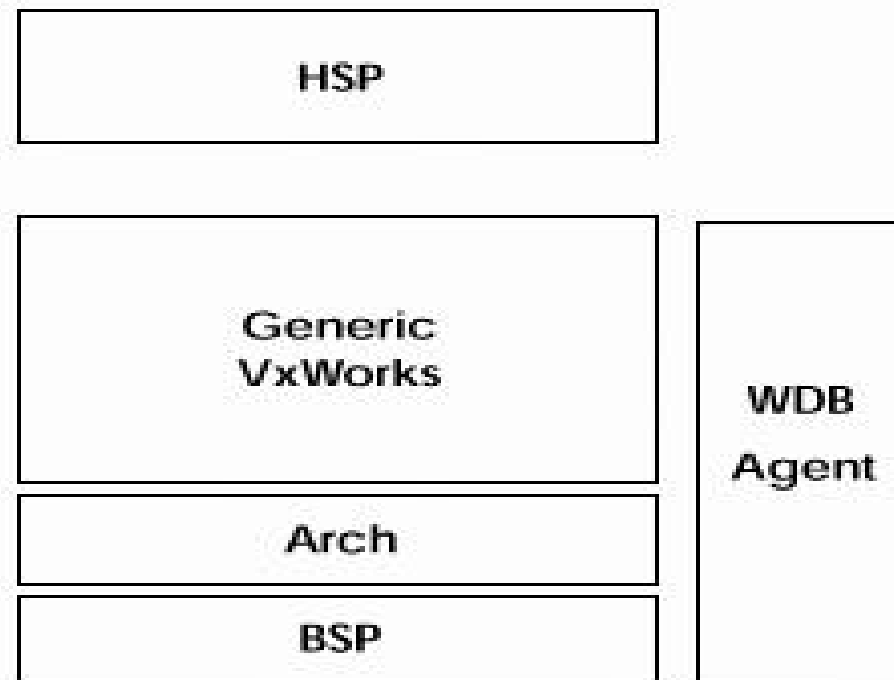 HSP
Generic
VxWorks
WDB
Agent
Arch
BSP